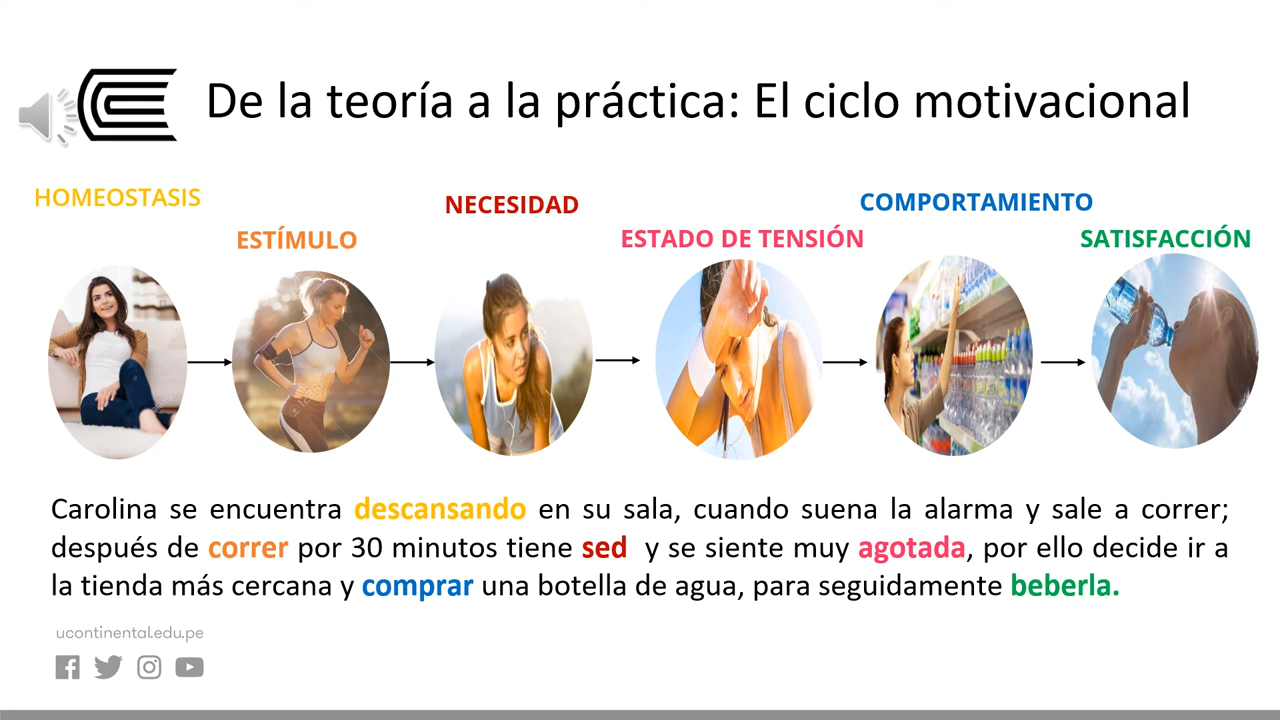 De la teoría a la práctica: El ciclo motivacional
HOMEOSTASIS
ESTÍMULO
NECESIDAD
ESTADO DE TENSIÓN
COMPORTAMIENTO
SATISFACCIÓN
Carolina se encuentra descansando en su sala, cuando suena la alarma y sale a correr;
después de correr por 30 minutos tiene sed y se siente muy agotada, por ello decide ir a
la tienda más cercana y comprar una botella de agua, para seguidamente beberla.
ucontinental.edu.pe